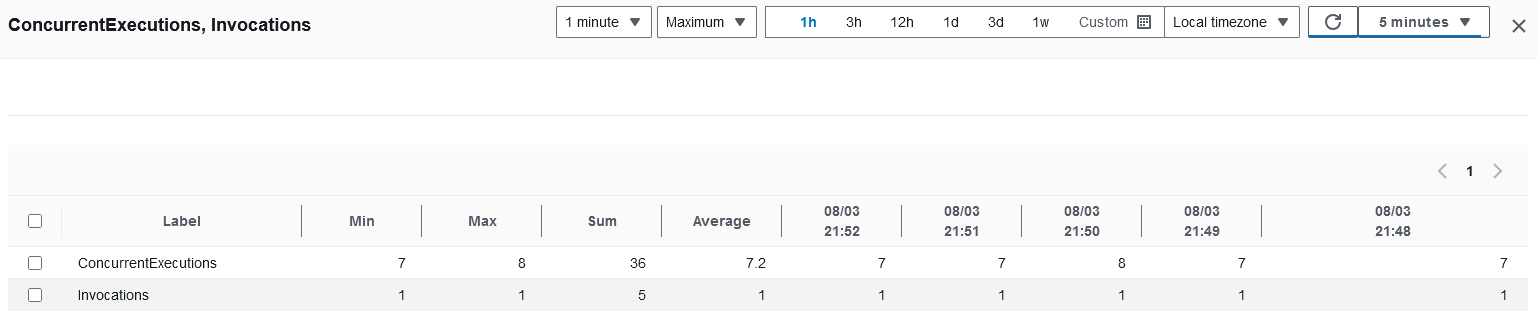 ConcurrentExecutions, Invocations 1 minute Maximum 1h 3h 12h 1d 3d 1w Custom Local timezone 5 minutes
1
Label Min Max Sum Average 08/03 21:52 08/03 21:51 08/03 21:50 08/03 21:49 08/03 21:48
ConcurrentExecutions 7 8 36 7.2 7 7 8 7 7
Invocations 1 1 5 1 1 1 1 1 1